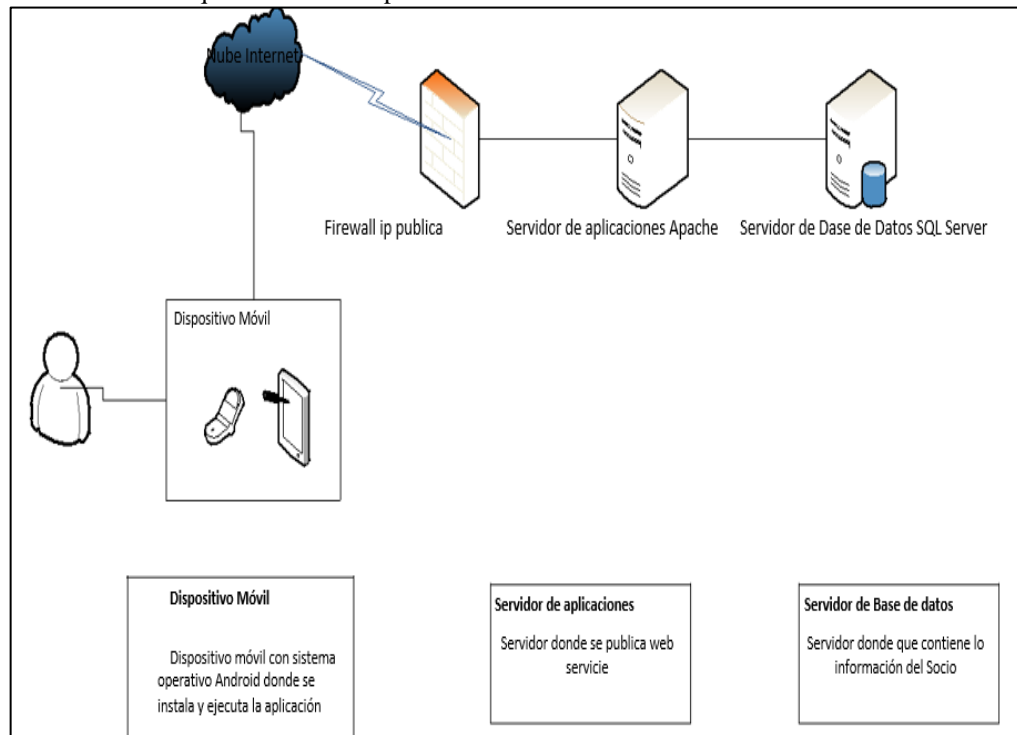 Nube Internet
Firewall ip publica
Servidor de aplicaciones Apache
Servidor de Dase de Datos SQL Server
Dispositivo Móvil
Dispositivo Móvil
Dispositivo móvil con sistema
operativo Android donde se
instala y ejecuta la aplicación
Servidor de aplicaciones
Servidor donde se publica web
servicie
Servidor de Base de datos
Servidor donde que contiene lo
información del Socio